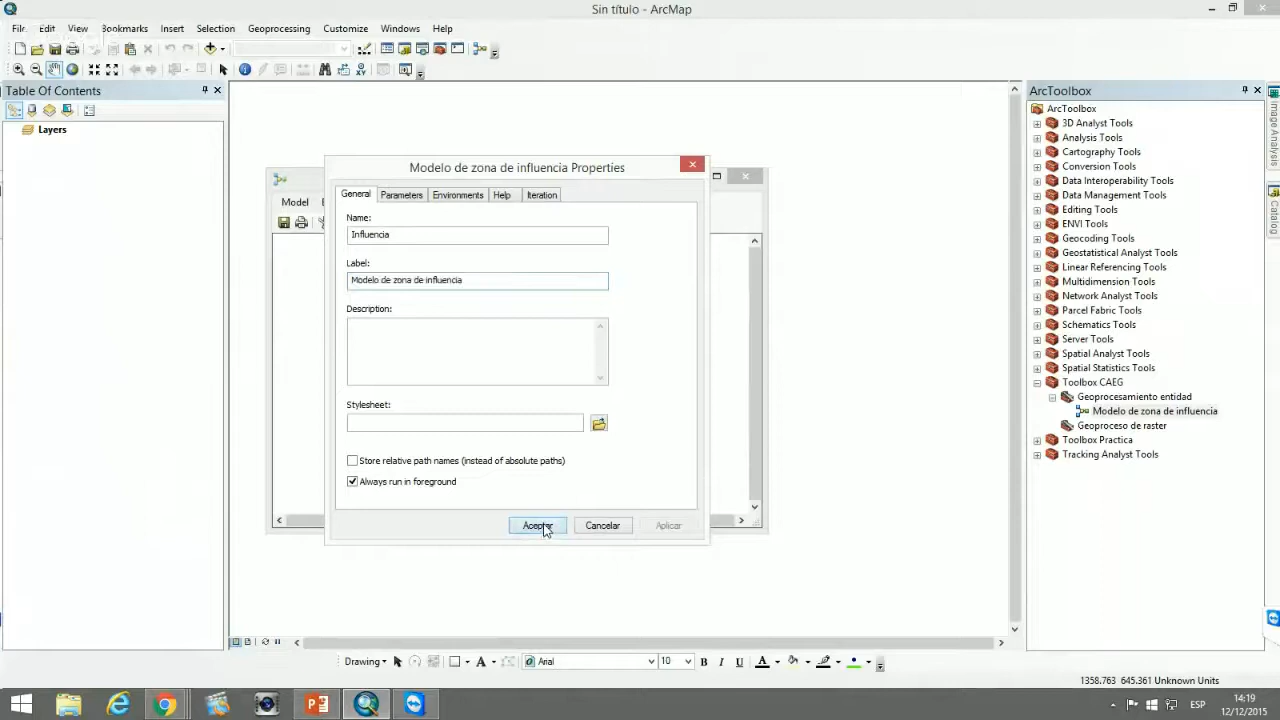 Sin título - ArcMap
File Edit View Bookmarks Insert Selection Geoprocessing Customize Windows Help
Table Of Contents
Layers
ArcToolbox
ArcToolbox
3D Analyst Tools
Analysis Tools
Cartography Tools
Conversion Tools
Data Interoperability Tools
Data Management Tools
Editing Tools
ENVI Tools
Geocoding Tools
Geostatistical Analyst Tools
Linear Referencing Tools
Multidimension Tools
Network Analyst Tools
Parcel Fabric Tools
Schematics Tools
Server Tools
Spatial Analyst Tools
Spatial Statistics Tools
Toolbox CAEG
Geoprocesamiento entidad
Modelo de zona de influencia
Geoproceso de raster
Toolbox Practica
Tracking Analyst Tools
Image Analysis
Catalog
Model
Modelo de zona de influencia Properties
General Parameters Environments Help Iteration
Name:
Influencia
Label:
Modelo de zona de influencia
Description:
Stylesheet:
Store relative path names (instead of absolute paths)
Always run in foreground
Aceptar Cancelar Aplicar
Drawing A Arial 10 B I U A
1358.763 645.361 Unknown Units
ESP
14:19
12/12/2015